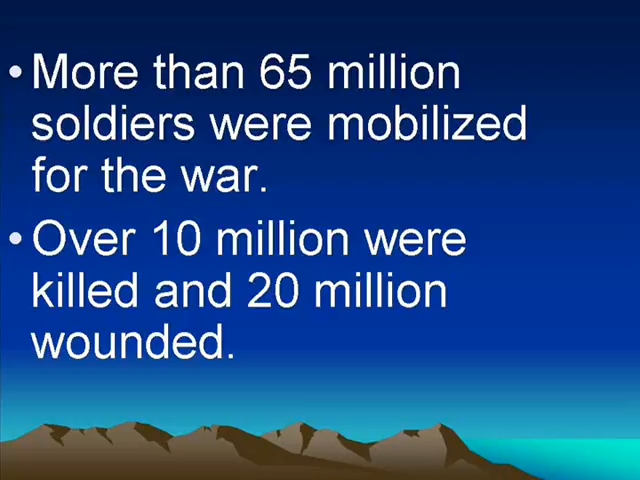 • More than 65 million
soldiers were mobilized
for the war.
• Over 10 million were
killed and 20 million
wounded.